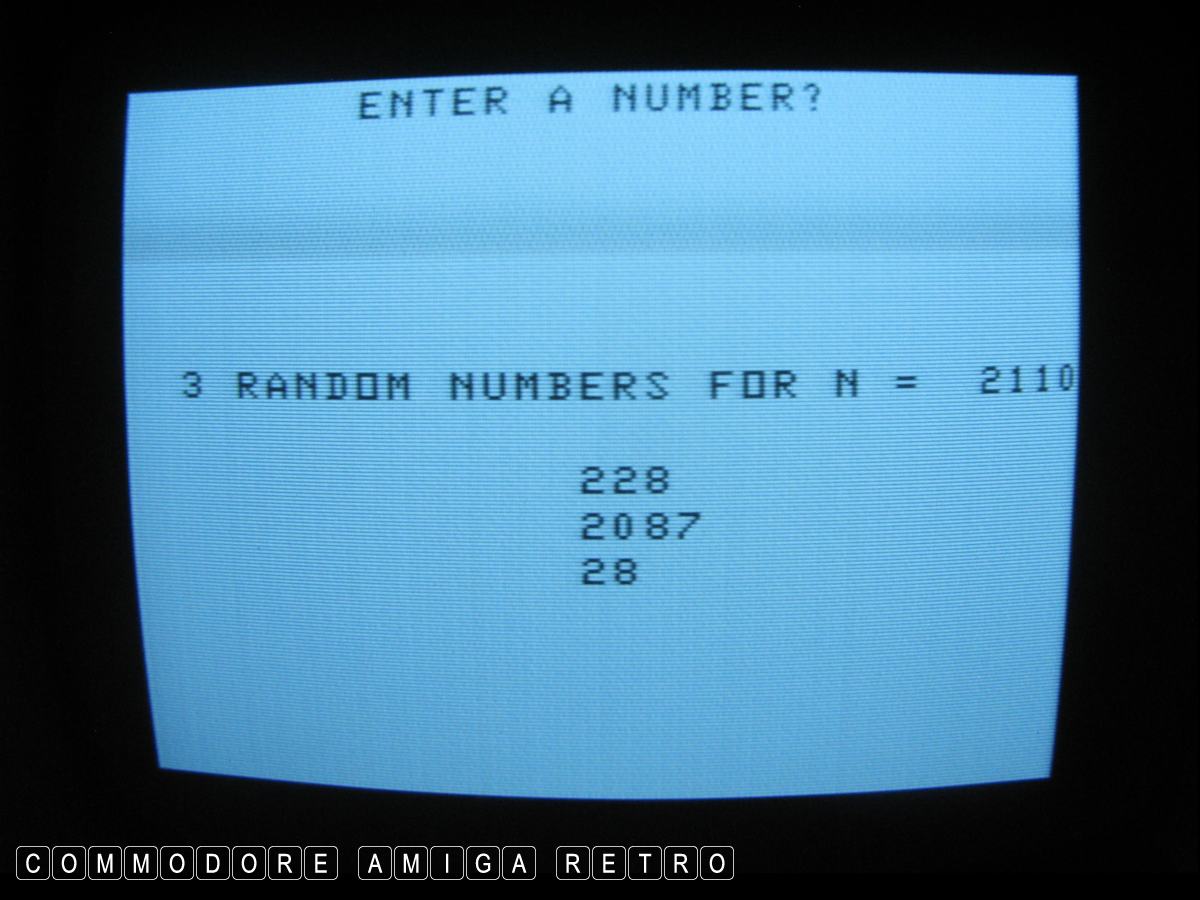 ENTER A NUMBER?
3 RANDOM NUMBERS FOR N = 2110
228
2087
28
COMMODORE AMIGA RETRO